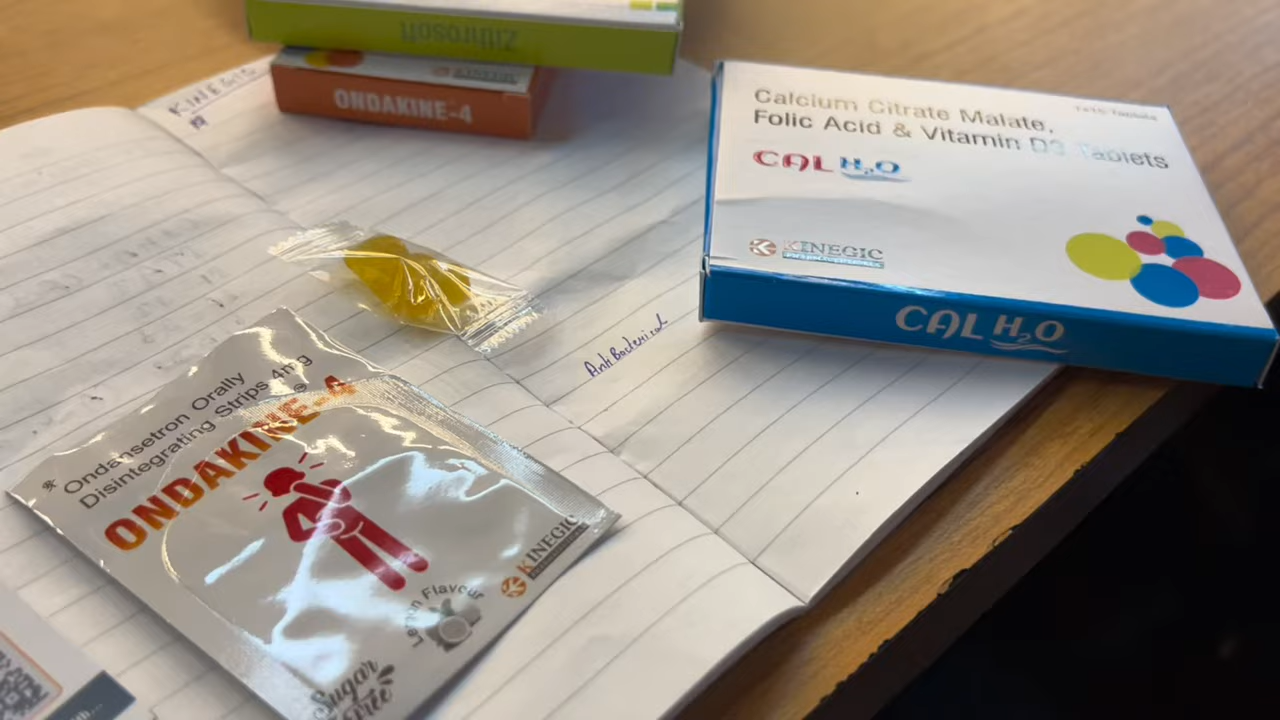 Zithrosoft
KINEGIC
ONDAKINE-4
Calcium Citrate Malate,
Folic Acid & Vitamin D3 Tablets
CAL H₂O
KINEGIC
CAL H₂O
Anti Bacterial
Ondansetron Orally
Disintegrating Strips 4mg
ONDAKINE-4
KINEGIC
Lemon Flavour
Sugar
Free